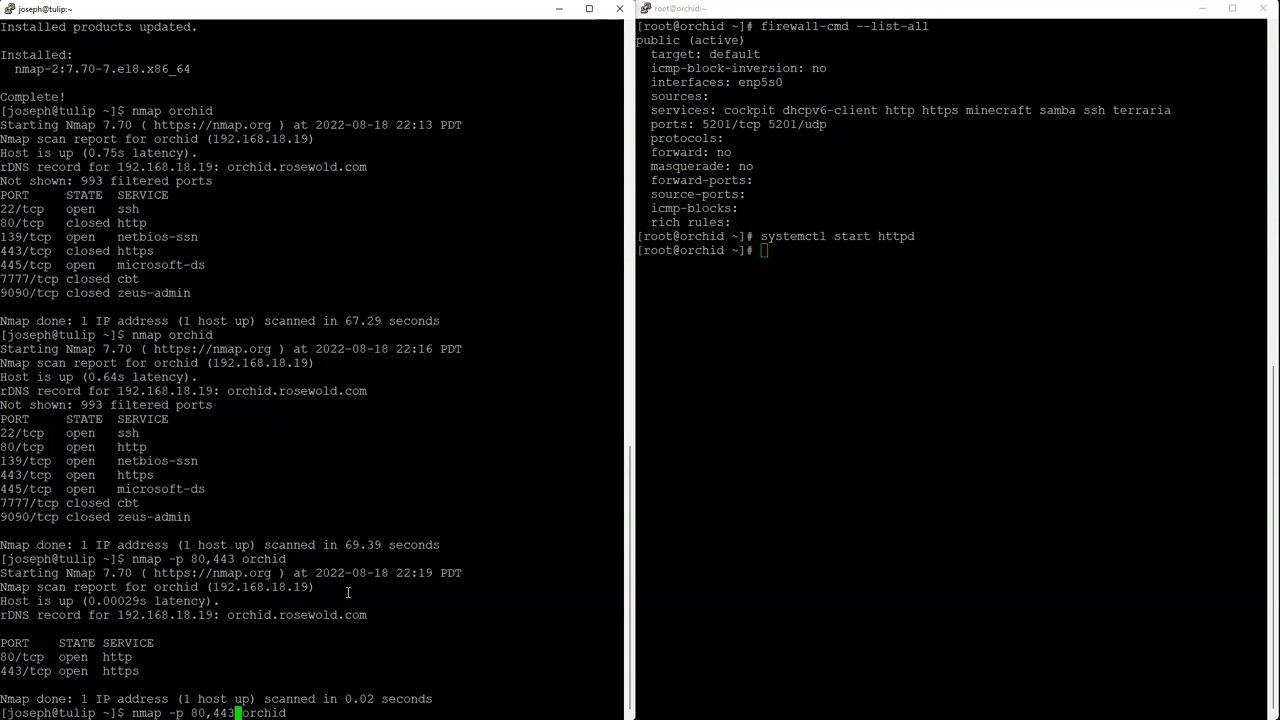 joseph@tulip:~
Installed products updated.
Installed:
nmap-2:7.70-7.el8.x86_64
Complete!
[joseph@tulip ~]$ nmap orchid
Starting Nmap 7.70 ( https://nmap.org ) at 2022-08-18 22:13 PDT
Nmap scan report for orchid (192.168.18.19)
Host is up (0.75s latency).
rDNS record for 192.168.18.19: orchid.rosewold.com
Not shown: 993 filtered ports
PORT     STATE  SERVICE
22/tcp   open   ssh
80/tcp   closed http
139/tcp  open   netbios-ssn
443/tcp  closed https
445/tcp  open   microsoft-ds
7777/tcp closed cbt
9090/tcp closed zeus-admin
Nmap done: 1 IP address (1 host up) scanned in 67.29 seconds
[joseph@tulip ~]$ nmap orchid
Starting Nmap 7.70 ( https://nmap.org ) at 2022-08-18 22:16 PDT
Nmap scan report for orchid (192.168.18.19)
Host is up (0.64s latency).
rDNS record for 192.168.18.19: orchid.rosewold.com
Not shown: 993 filtered ports
PORT     STATE  SERVICE
22/tcp   open   ssh
80/tcp   open   http
139/tcp  open   netbios-ssn
443/tcp  open   https
445/tcp  open   microsoft-ds
7777/tcp closed cbt
9090/tcp closed zeus-admin
Nmap done: 1 IP address (1 host up) scanned in 69.39 seconds
[joseph@tulip ~]$ nmap -p 80,443 orchid
Starting Nmap 7.70 ( https://nmap.org ) at 2022-08-18 22:19 PDT
Nmap scan report for orchid (192.168.18.19)
Host is up (0.00029s latency).
rDNS record for 192.168.18.19: orchid.rosewold.com
PORT    STATE SERVICE
80/tcp  open  http
443/tcp open  https
Nmap done: 1 IP address (1 host up) scanned in 0.02 seconds
[joseph@tulip ~]$ nmap -p 80,443 orchid
root@orchid:~
[root@orchid ~]# firewall-cmd --list-all
public (active)
target: default
icmp-block-inversion: no
interfaces: enp5s0
sources:
services: cockpit dhcpv6-client http https minecraft samba ssh terraria
ports: 5201/tcp 5201/udp
protocols:
forward: no
masquerade: no
forward-ports:
source-ports:
icmp-blocks:
rich rules:
[root@orchid ~]# systemctl start httpd
[root@orchid ~]#